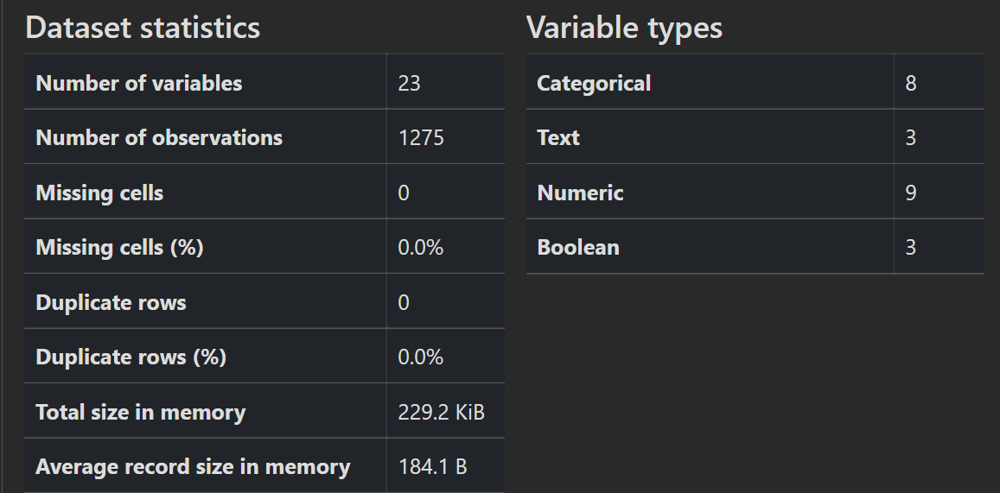 Dataset statistics
Number of variables 23
Number of observations 1275
Missing cells 0
Missing cells (%) 0.0%
Duplicate rows 0
Duplicate rows (%) 0.0%
Total size in memory 229.2 KiB
Average record size in memory 184.1 B
Variable types
Categorical 8
Text 3
Numeric 9
Boolean 3